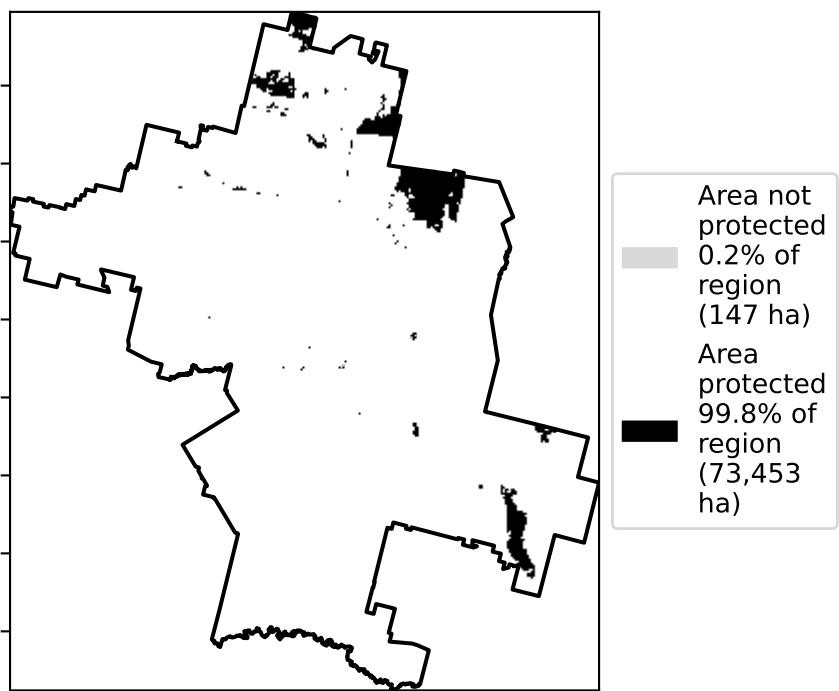 Area not
protected
0.2% of
region
(147 ha)
Area
protected
99.8% of
region
(73,453
ha)